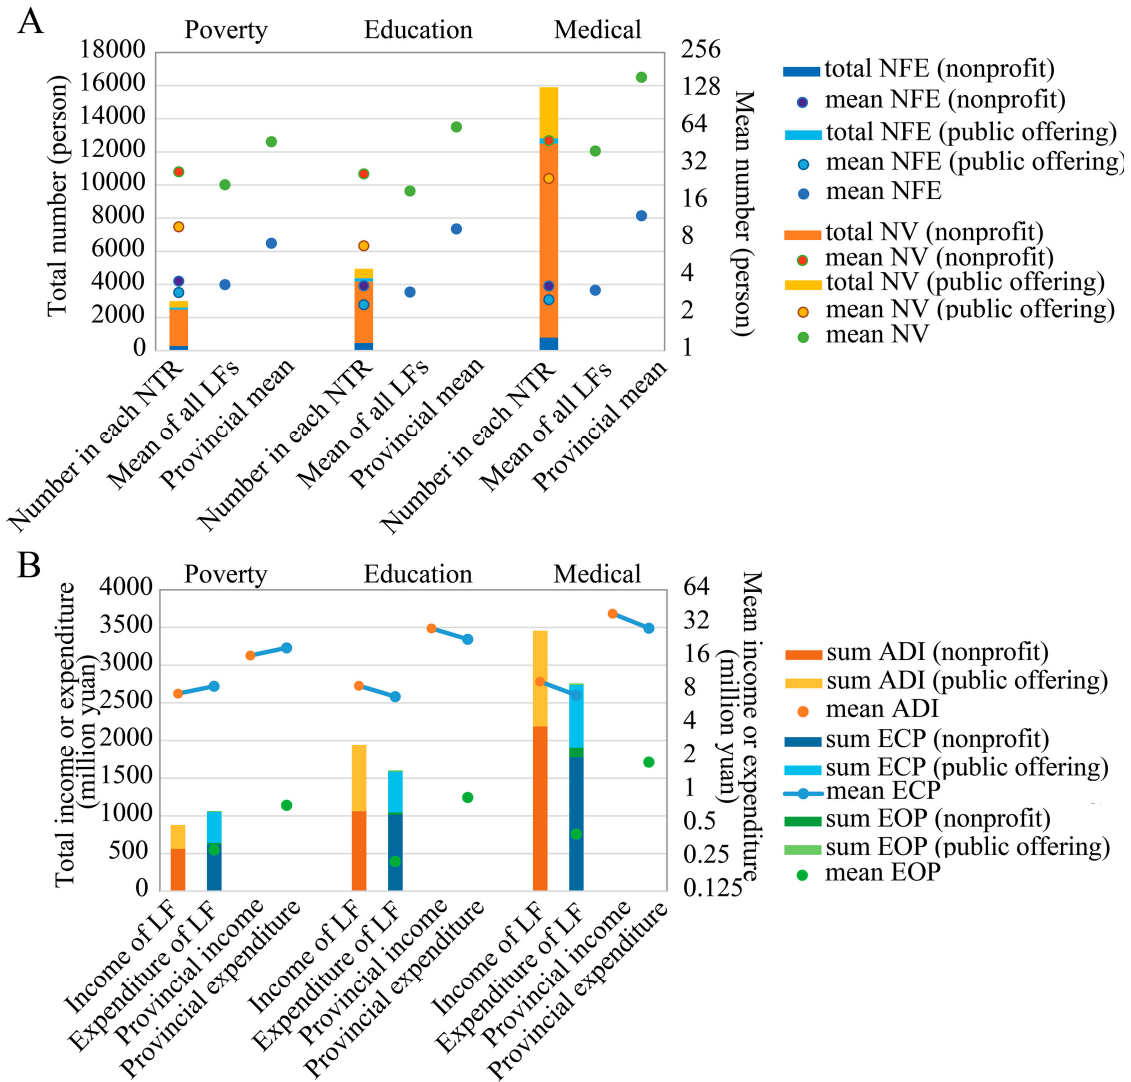 A
Poverty Education Medical
18000
16000
14000
12000
10000
8000
6000
4000
2000
0
Total number (person)
256
128
64
32
16
8
4
2
1
Mean number (person)
total NFE (nonprofit)
mean NFE (nonprofit)
total NFE (public offering)
mean NFE (public offering)
mean NFE
total NV (nonprofit)
mean NV (nonprofit)
total NV (public offering)
mean NV (public offering)
mean NV
Number in each NTR
Mean of all LFs
Provincial mean
Number in each NTR
Mean of all LFs
Provincial mean
Number in each NTR
Mean of all LFs
Provincial mean
B
Poverty Education Medical
4000
3500
3000
2500
2000
1500
1000
500
0
Total income or expenditure
(million yuan)
64
32
16
8
4
2
1
0.5
0.25
0.125
Mean income or expenditure
(million yuan)
sum ADI (nonprofit)
sum ADI (public offering)
mean ADI
sum ECP (nonprofit)
sum ECP (public offering)
mean ECP
sum EOP (nonprofit)
sum EOP (public offering)
mean EOP
Income of LF
Expenditure of LF
Provincial income
Provincial expenditure
Income of LF
Expenditure of LF
Provincial income
Provincial expenditure
Income of LF
Expenditure of LF
Provincial income
Provincial expenditure